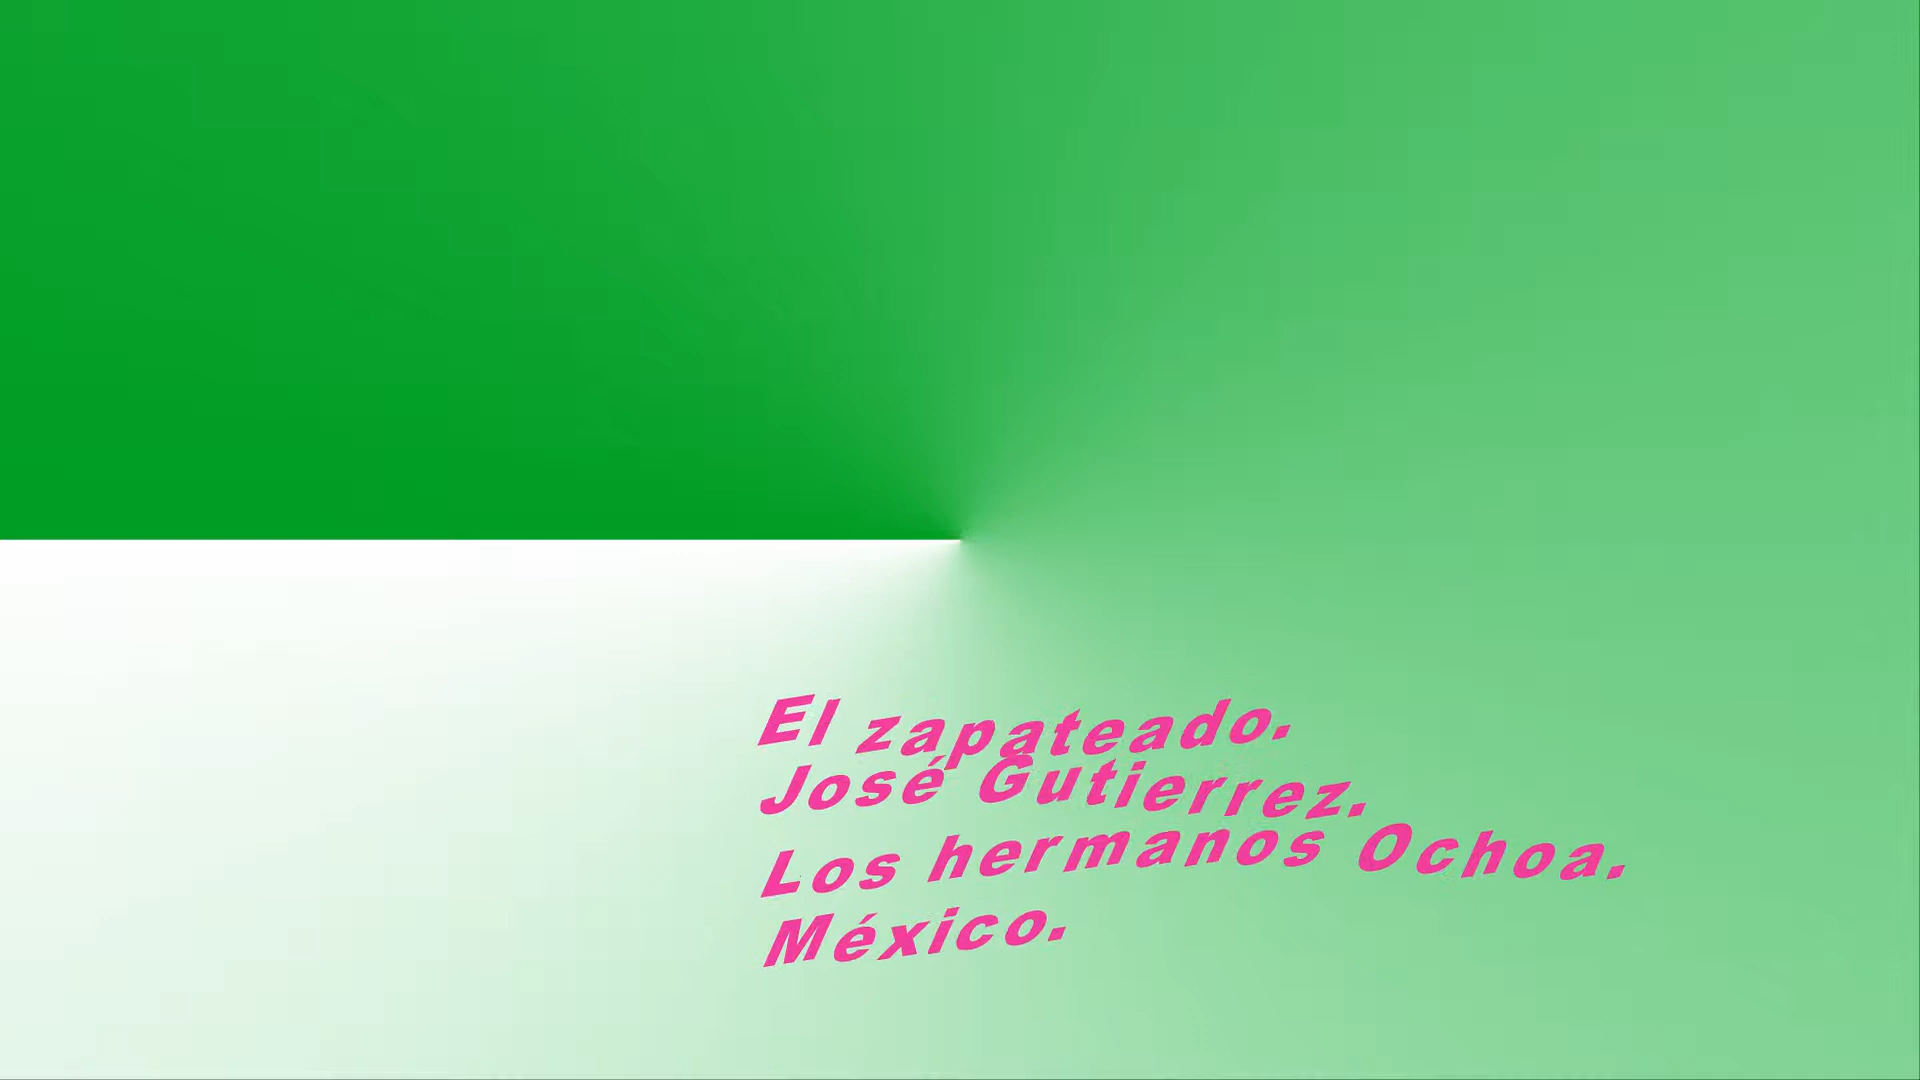 El zapateado.
José Gutierrez.
Los hermanos Ochoa.
México.